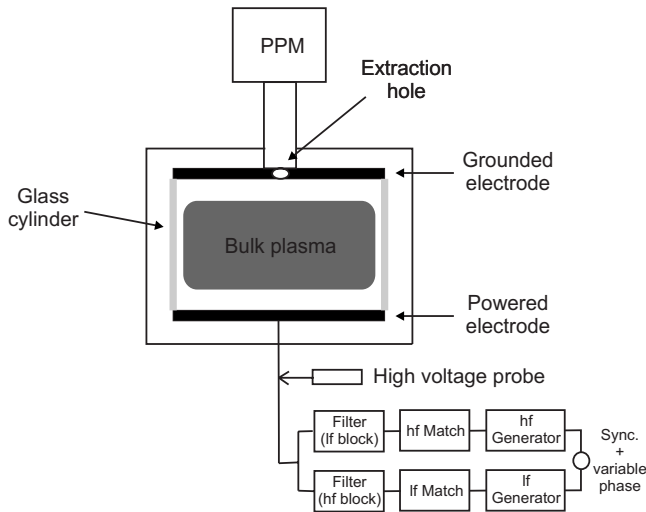 PPM
Extraction
hole
Grounded
electrode
Glass
cylinder
Bulk plasma
Powered
electrode
High voltage probe
Filter
(lf block)
hf Match
hf
Generator
Sync.
+
variable
phase
Filter
(hf block)
lf Match
lf
Generator